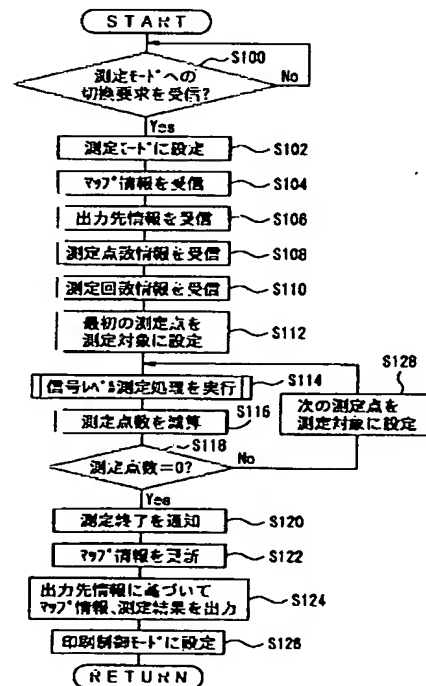 START
S100
測定モードへの
切換要求を受信?
No
Yes
測定モードに設定
S102
マップ情報を受信
S104
出力先情報を受信
S106
測定点数情報を受信
S108
測定回数情報を受信
S110
最初の測定点を
測定対象に設定
S112
信号レベル測定処理を実行
S114
S128
次の測定点を
測定対象に設定
測定点数を減算
S116
S118
測定点数=0?
No
Yes
測定終了を通知
S120
マップ情報を更新
S122
出力先情報に基づいて
マップ情報、測定結果を出力
S124
印刷制御モードに設定
S126
RETURN